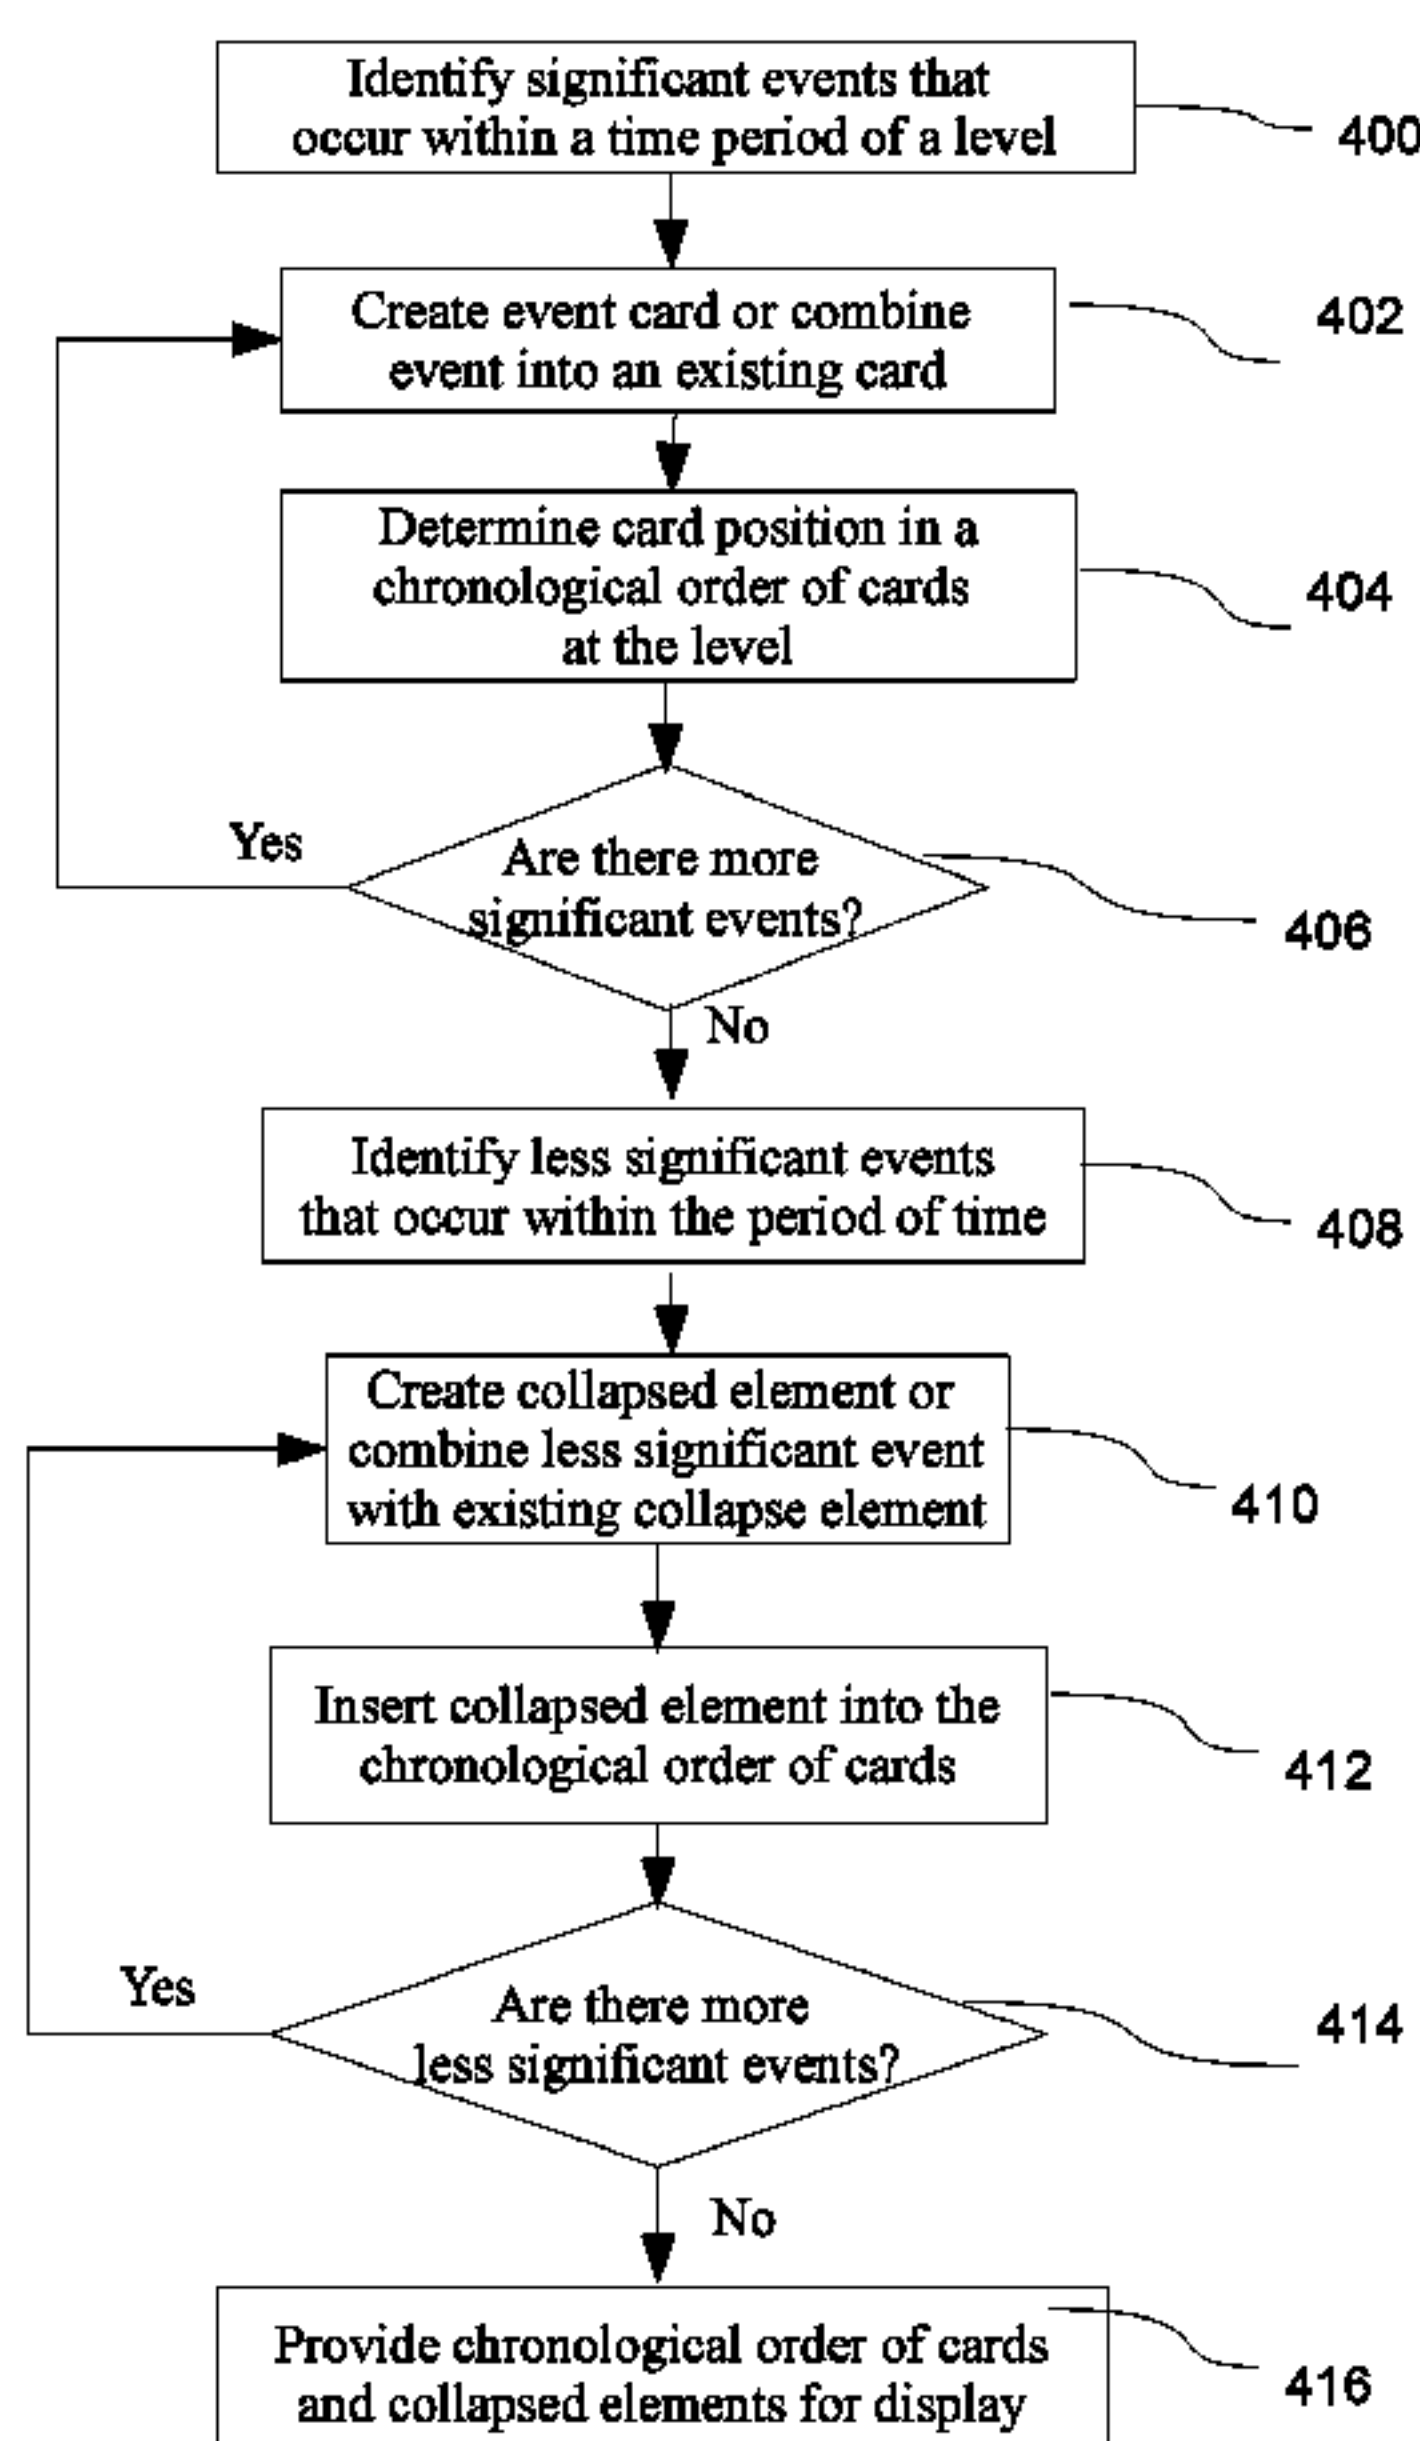 Identify significant events that
occur within a time period of a level
400
Create event card or combine
event into an existing card
402
Determine card position in a
chronological order of cards
at the level
404
Yes
Are there more
significant events?
406
No
Identify less significant events
that occur within the period of time
408
Create collapsed element or
combine less significant event
with existing collapse element
410
Insert collapsed element into the
chronological order of cards
412
Yes
Are there more
less significant events?
414
No
Provide chronological order of cards
and collapsed elements for display
416